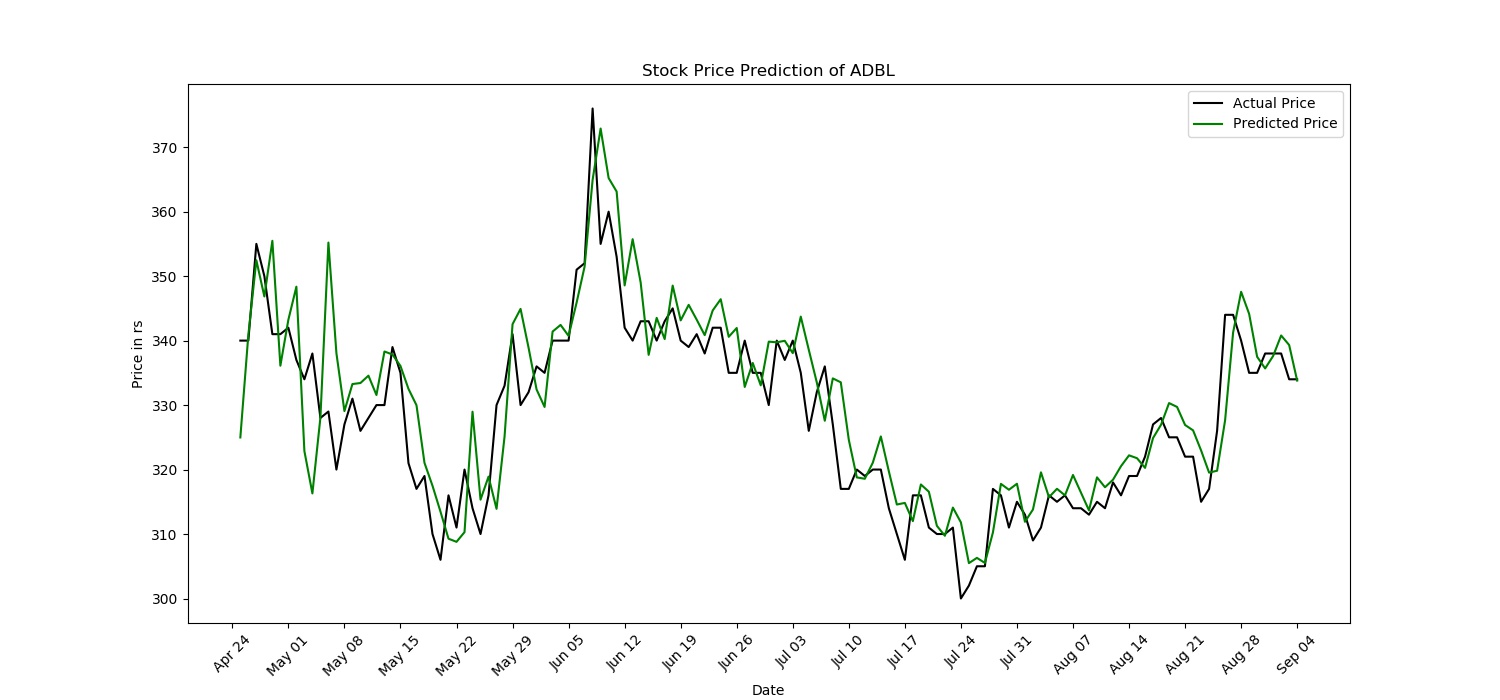 Stock Price Prediction of ADBL
Actual Price
Predicted Price
Price in rs
370
360
350
340
330
320
310
300
Apr 24
May 01
May 08
May 15
May 22
May 29
Jun 05
Jun 12
Jun 19
Jun 26
Jul 03
Jul 10
Jul 17
Jul 24
Jul 31
Aug 07
Aug 14
Aug 21
Aug 28
Sep 04
Date